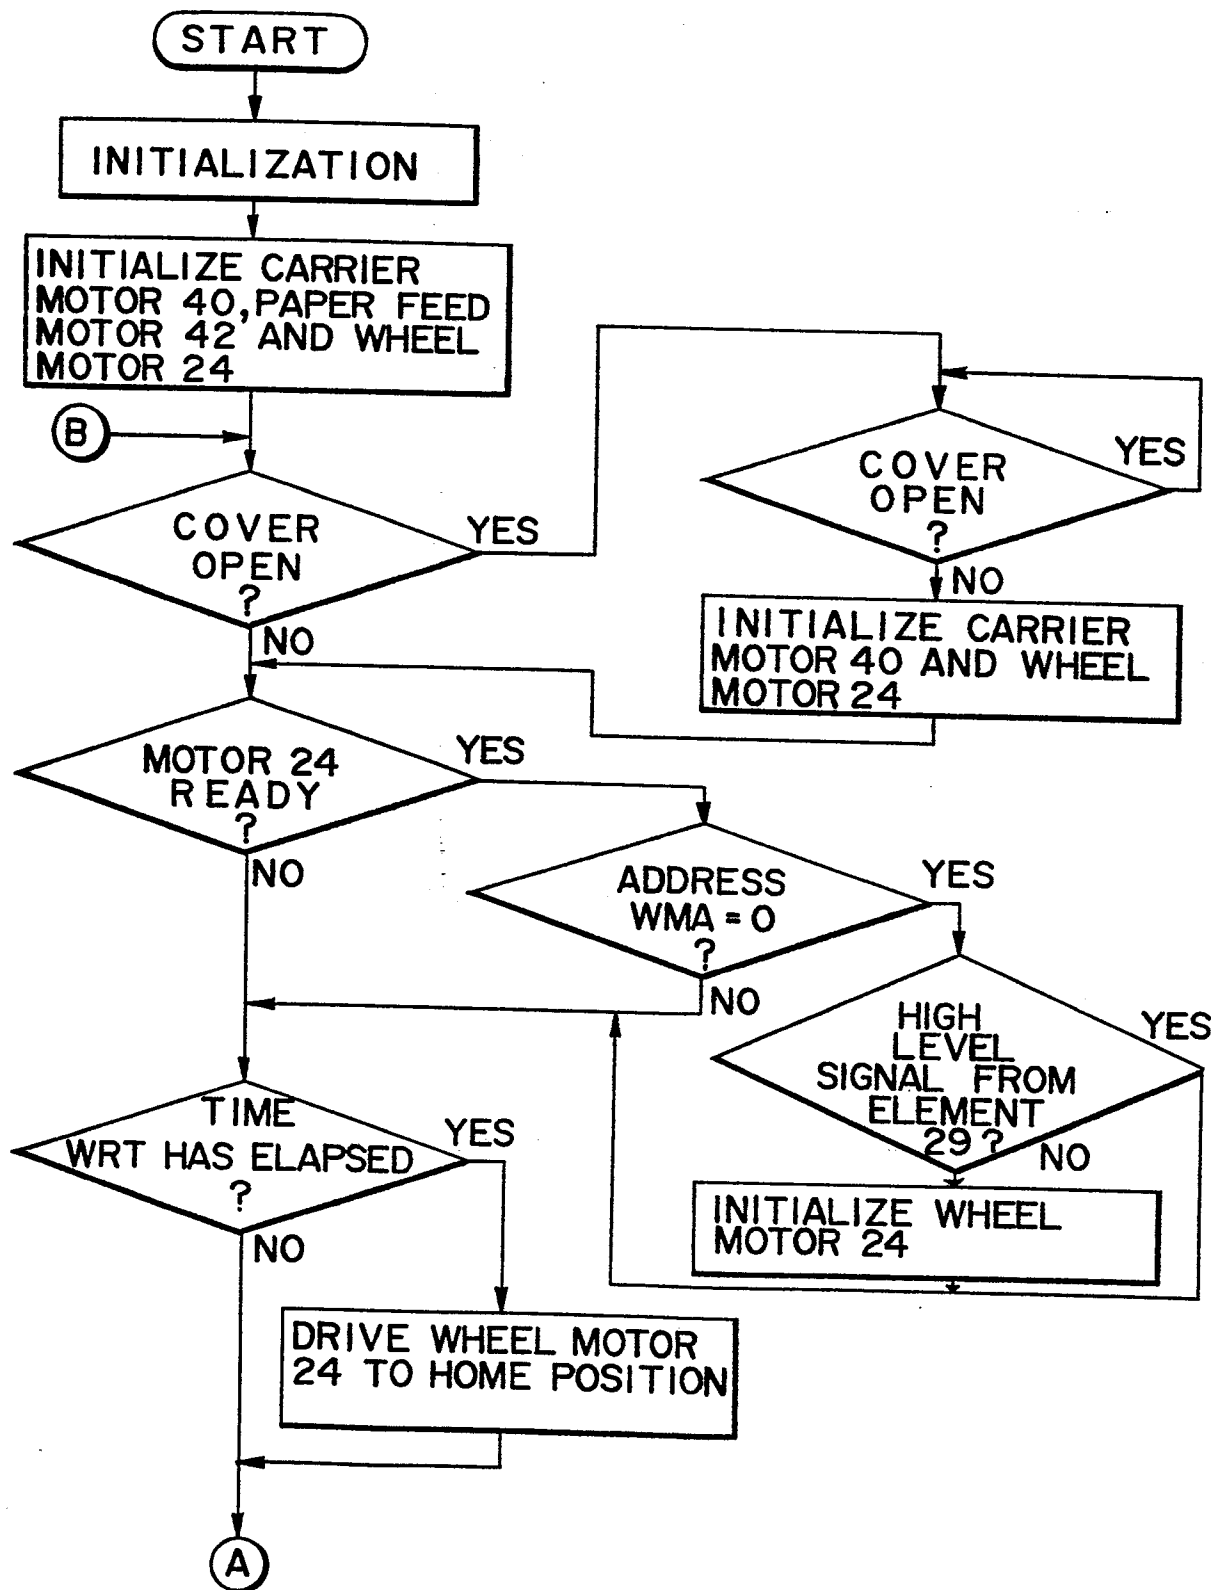 START
INITIALIZATION
INITIALIZE CARRIER
MOTOR 40, PAPER FEED
MOTOR 42 AND WHEEL
MOTOR 24
B
COVER
OPEN
?
YES
NO
COVER
OPEN
?
YES
NO
INITIALIZE CARRIER
MOTOR 40 AND WHEEL
MOTOR 24
MOTOR 24
READY
?
YES
NO
ADDRESS
WMA = 0
?
YES
NO
HIGH
LEVEL
SIGNAL FROM
ELEMENT
29 ?
YES
NO
INITIALIZE WHEEL
MOTOR 24
TIME
WRT HAS ELAPSED
?
YES
NO
DRIVE WHEEL MOTOR
24 TO HOME POSITION
A